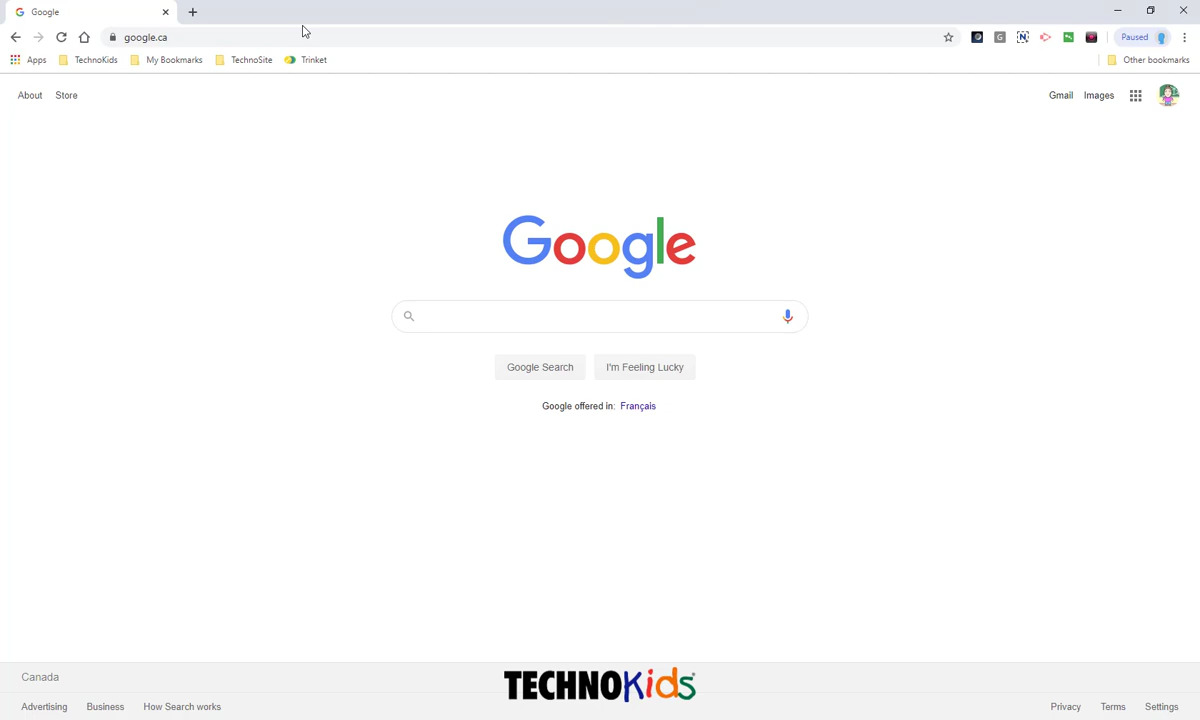 Google
google.ca
Paused
Apps TechnoKids My Bookmarks TechnoSite Trinket Other bookmarks
About Store Gmail Images
Google
Google Search I'm Feeling Lucky
Google offered in: Français
Canada
TECHNOKids
Advertising Business How Search works Privacy Terms Settings